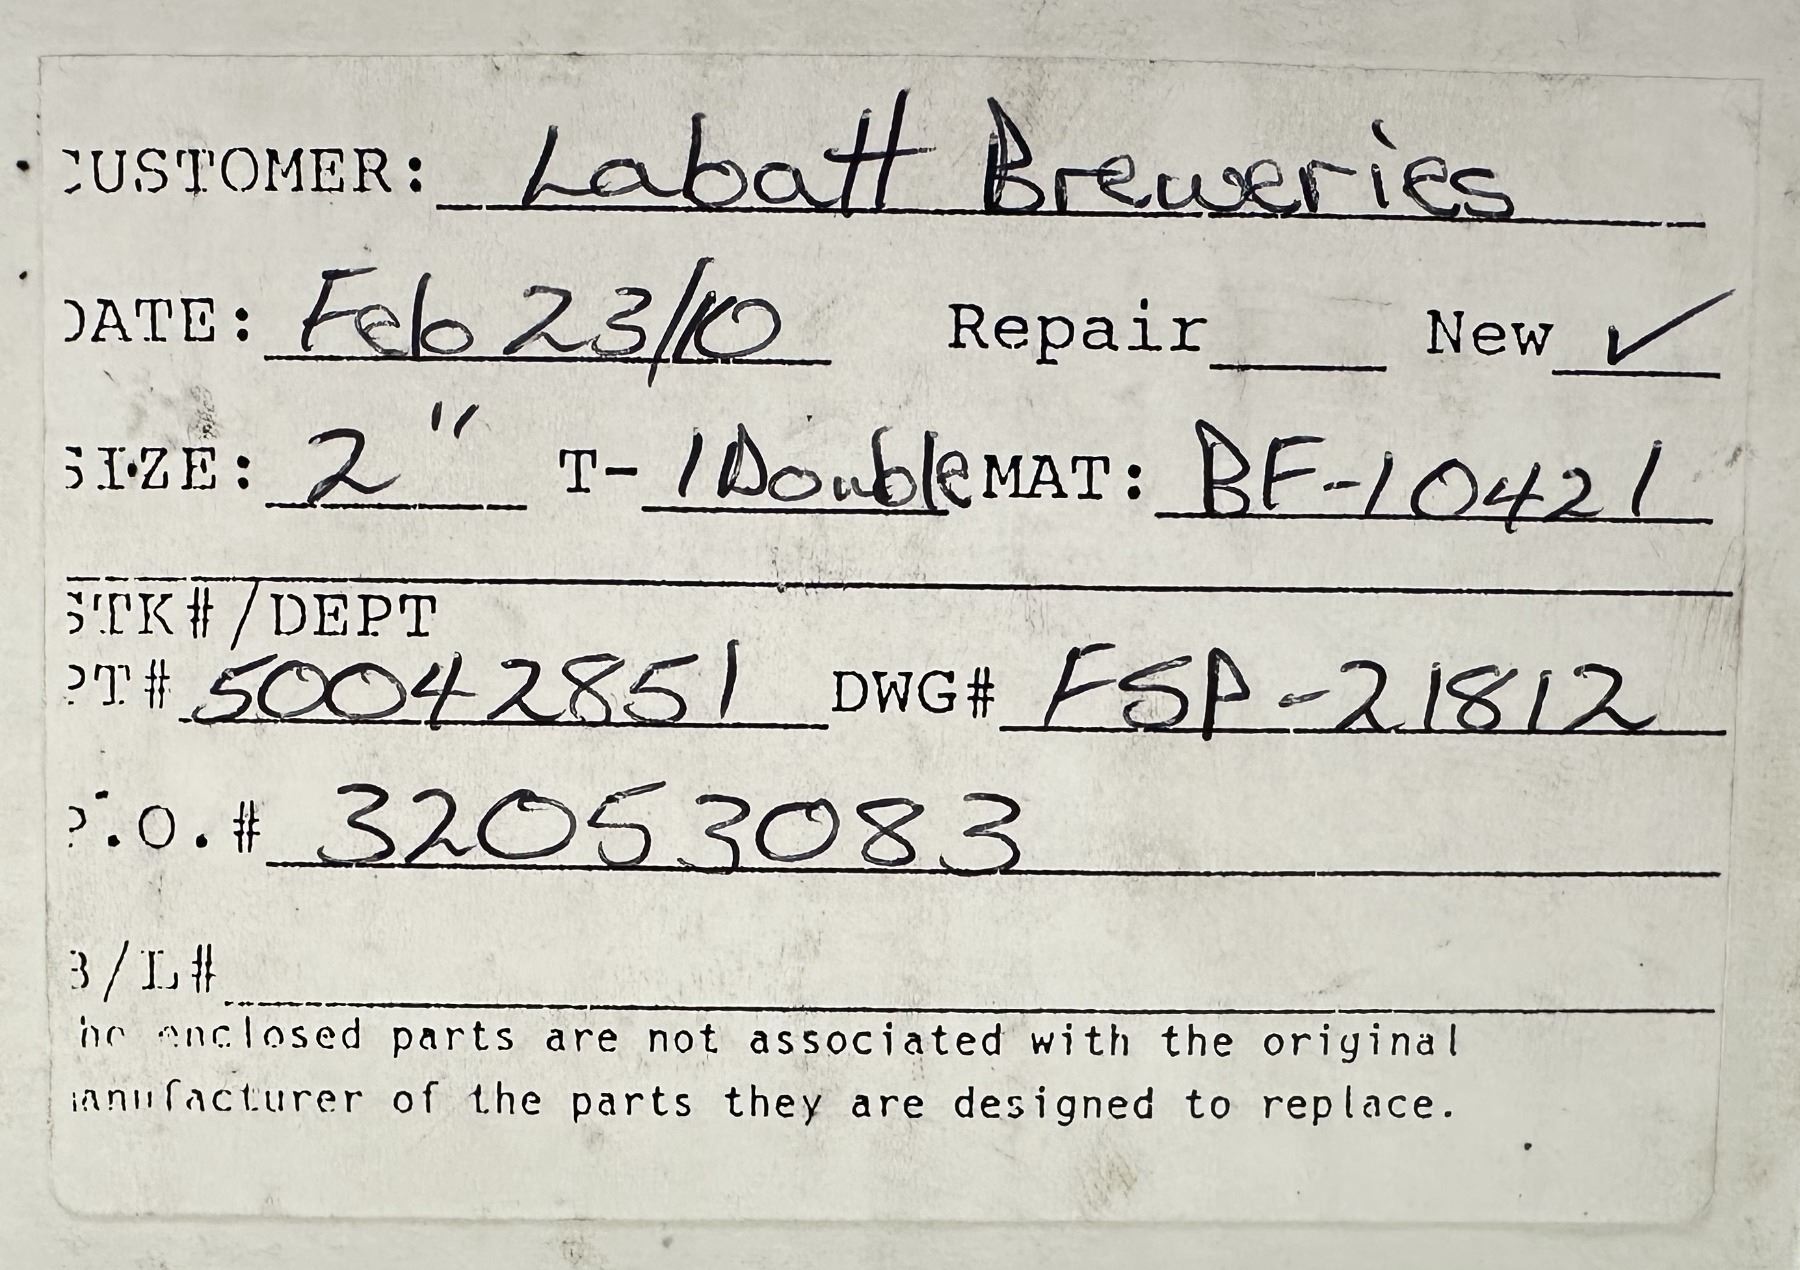 CUSTOMER: Labatt Breweries
DATE: Feb 23/10 Repair New ✓
SIZE: 2" T- 1 Double MAT: BF-10421
STK#/DEPT
PT# 50042851 DWG# FSP-21812
P.O.# 32053083
B/L#
he enclosed parts are not associated with the original
manufacturer of the parts they are designed to replace.